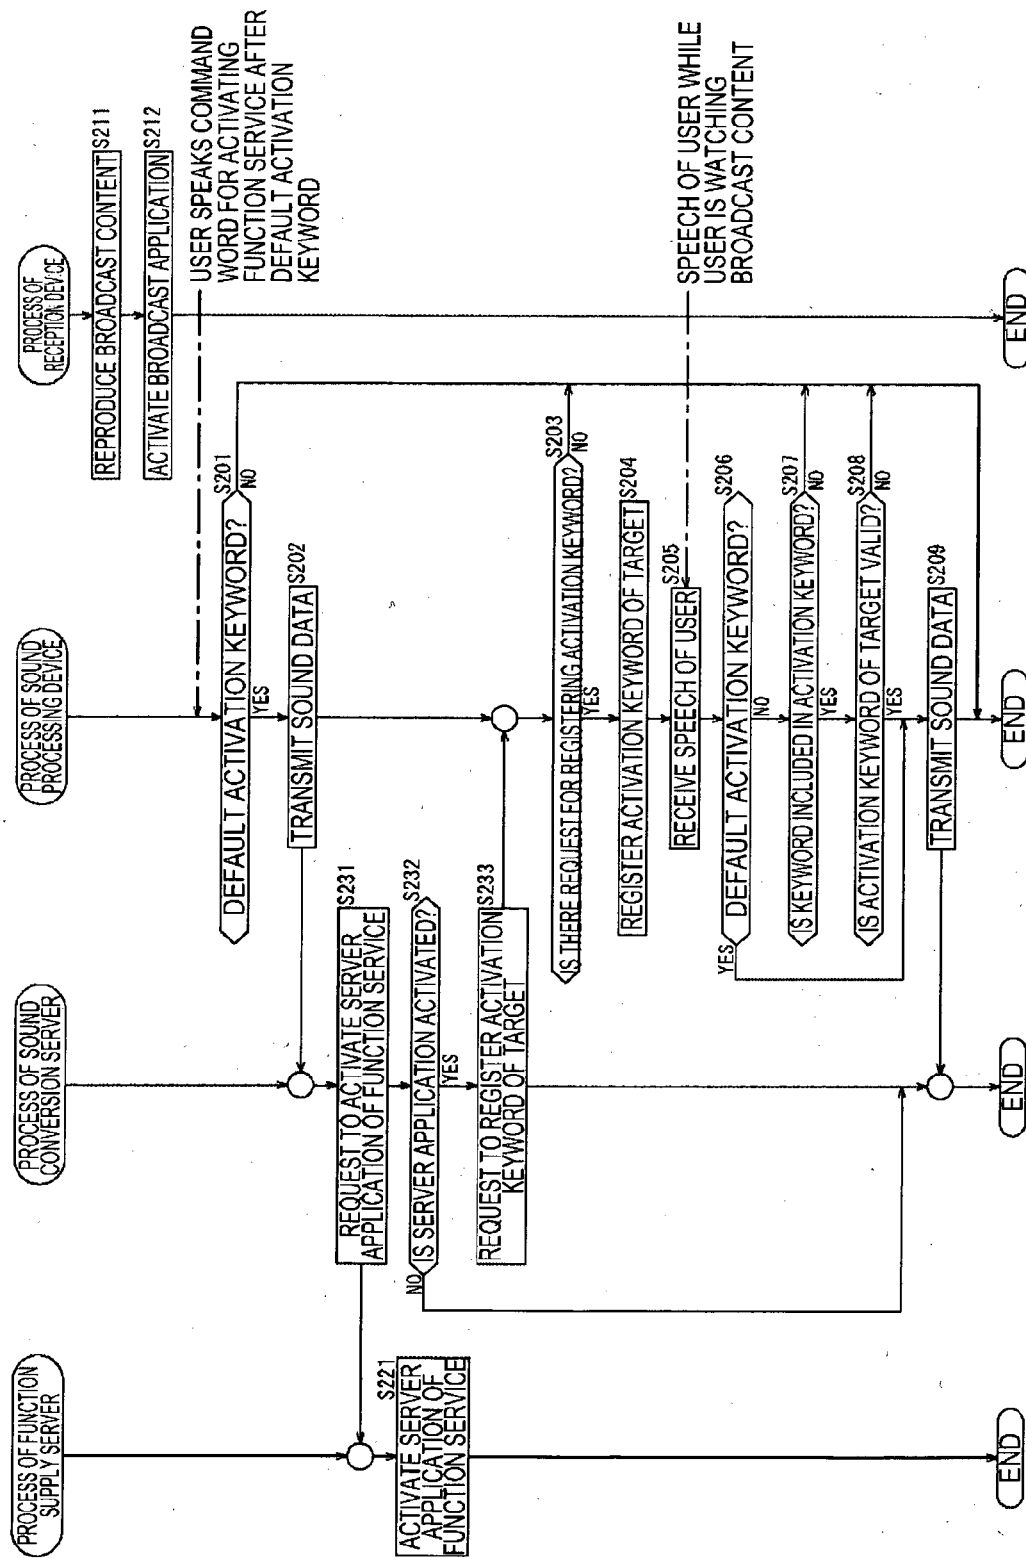 PROCESS OF FUNCTION
SUPPLY SERVER
ACTIVATE SERVER
APPLICATION OF
FUNCTION SERVICE
S221
END
PROCESS OF SOUND
CONVERSION SERVER
REQUEST TO ACTIVATE SERVER
APPLICATION OF FUNCTION SERVICE
S231
IS SERVER APPLICATION ACTIVATED?
S232
NO
YES
REQUEST TO REGISTER ACTIVATION
KEYWORD OF TARGET
S233
END
PROCESS OF SOUND
PROCESSING DEVICE
DEFAULT ACTIVATION KEYWORD?
S201
NO
YES
TRANSMIT SOUND DATA
S202
IS THERE REQUEST FOR REGISTERING ACTIVATION KEYWORD?
S203
NO
YES
REGISTER ACTIVATION KEYWORD OF TARGET
S204
RECEIVE SPEECH OF USER
S205
DEFAULT ACTIVATION KEYWORD?
S206
YES
NO
IS KEYWORD INCLUDED IN ACTIVATION KEYWORD?
S207
NO
YES
IS ACTIVATION KEYWORD OF TARGET VALID?
S208
NO
YES
TRANSMIT SOUND DATA
S209
END
PROCESS OF
RECEPTION DEVICE
REPRODUCE BROADCAST CONTENT
S211
ACTIVATE BROADCAST APPLICATION
S212
END
USER SPEAKS COMMAND
WORD FOR ACTIVATING
FUNCTION SERVICE AFTER
DEFAULT ACTIVATION
KEYWORD
SPEECH OF USER WHILE
USER IS WATCHING
BROADCAST CONTENT